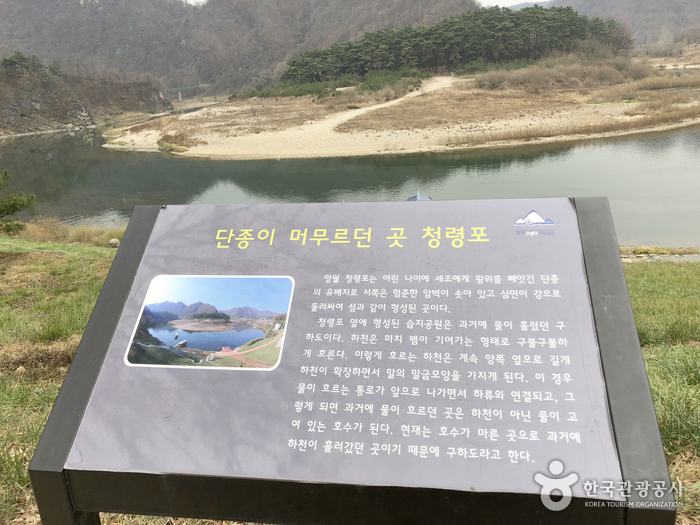 단종이 머무르던 곳 청령포
영월 청령포는 어린 나이에 세조에게 왕위를 빼앗긴 단종
의 유배지로 서쪽은 험준한 암벽이 솟아 있고 삼면이 강으로
둘러싸여 섬과 같이 형성된 곳이다.
청령포 옆에 형성된 습지공원은 과거에 물이 흘렀던 구
하도이다. 하천은 마치 뱀이 기어가는 형태로 구불구불하
게 흐른다. 이렇게 흐르는 하천은 계속 양쪽 옆으로 길게
하천이 확장하면서 말의 말굽모양을 가지게 된다. 이 경우
물이 흐르는 통로가 앞으로 나가면서 하류와 연결되고, 그
렇게 되면 과거에 물이 흐르던 곳은 하천이 아닌 물이 고
여 있는 호수가 된다. 현재는 호수가 마른 곳으로 과거에
하천이 흘러갔던 곳이기 때문에 구하도라고 한다.
한국관광공사
KOREA TOURISM ORGANIZATION